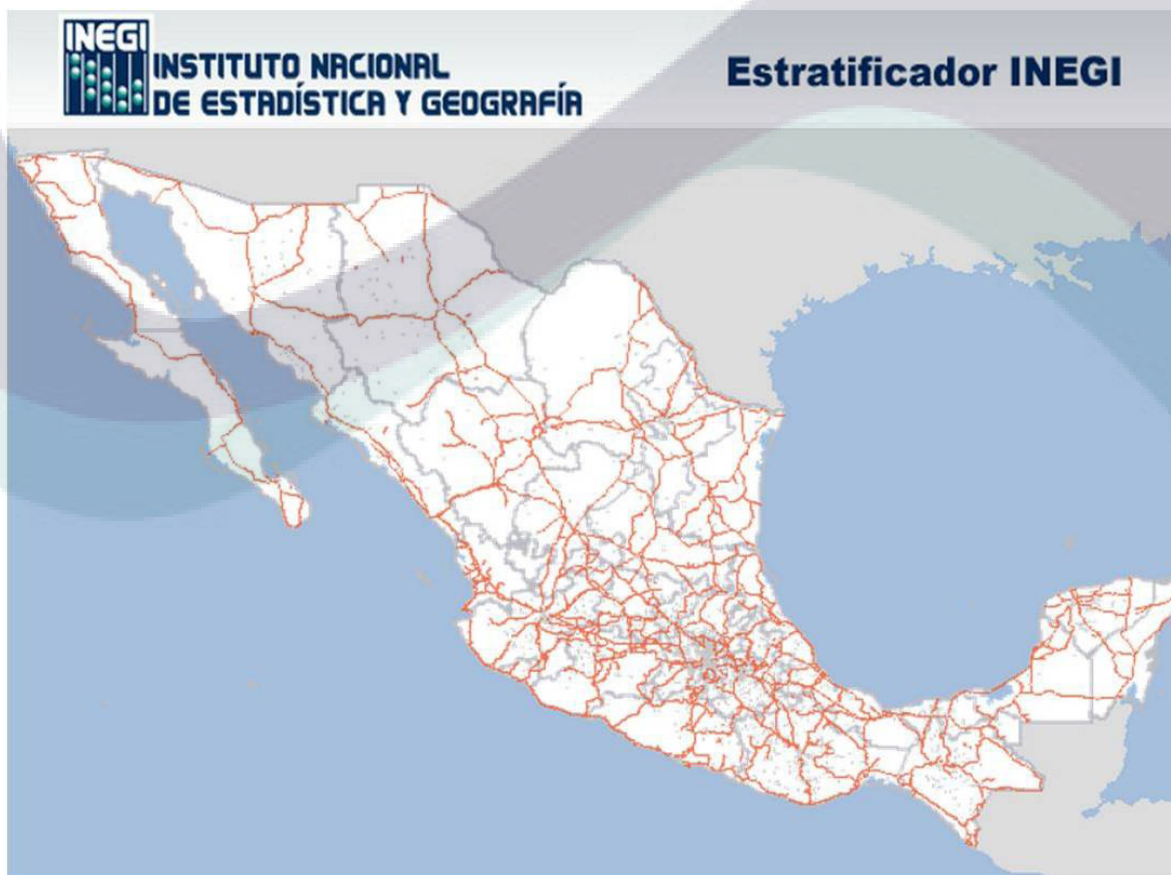 INEGI
INSTITUTO NACIONAL
DE ESTADÍSTICA Y GEOGRAFÍA
Estratificador INEGI